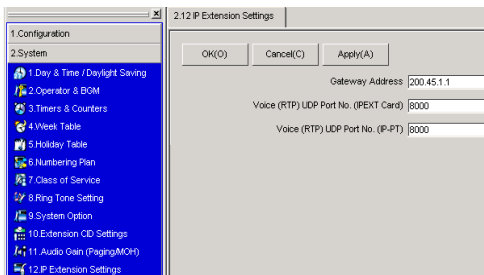 1.Configuration
2.System
1.Day & Time / Daylight Saving
2.Operator & BGM
3.Timers & Counters
4.Week Table
5.Holiday Table
6.Numbering Plan
7.Class of Service
8.Ring Tone Setting
9.System Option
10.Extension CID Settings
11.Audio Gain (Paging/MOH)
12.IP Extension Settings
2.12 IP Extension Settings
OK(O) Cancel(C) Apply(A)
Gateway Address 200.45.1.1
Voice (RTP) UDP Port No. (IPEXT Card) 8000
Voice (RTP) UDP Port No. (IP-PT) 8000